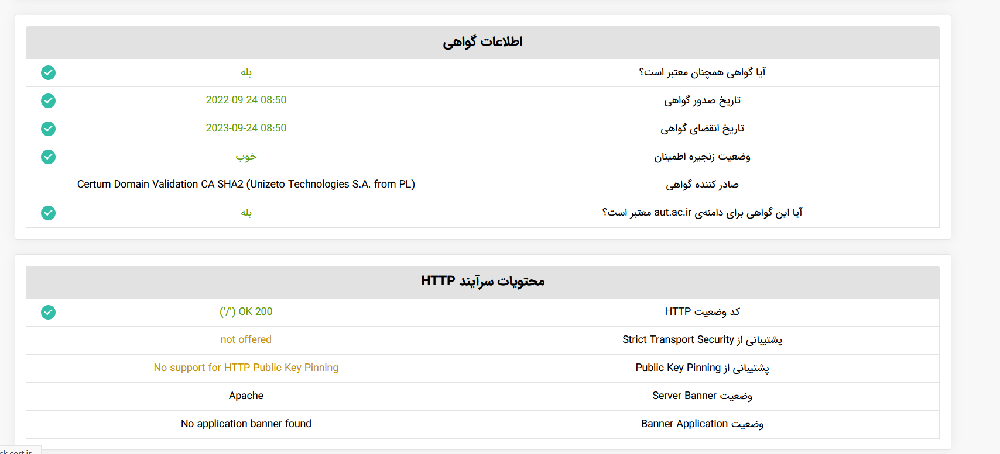 اطلاعات گواهی
آیا گواهی همچنان معتبر است؟ بله
تاریخ صدور گواهی 2022-09-24 08:50
تاریخ انقضای گواهی 2023-09-24 08:50
وضعیت زنجیره اطمینان خوب
صادر کننده گواهی Certum Domain Validation CA SHA2 (Unizeto Technologies S.A. from PL)
آیا این گواهی برای دامنه‌ی aut.ac.ir معتبر است؟ بله
محتویات سرآیند HTTP
کد وضعیت HTTP 200 OK ('/')
پشتیبانی از Strict Transport Security not offered
پشتیبانی از Public Key Pinning No support for HTTP Public Key Pinning
وضعیت Server Banner Apache
وضعیت Banner Application No application banner found